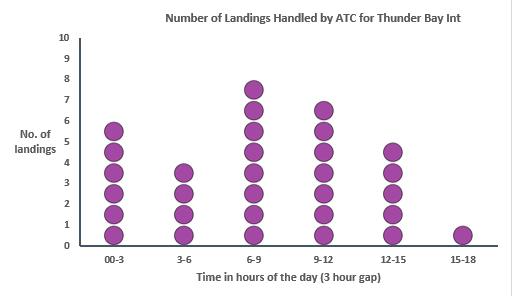 Number of Landings Handled by ATC for Thunder Bay Int
10
9
8
7
6
5
4
3
2
1
0
No. of
landings
00-3 3-6 6-9 9-12 12-15 15-18
Time in hours of the day (3 hour gap)